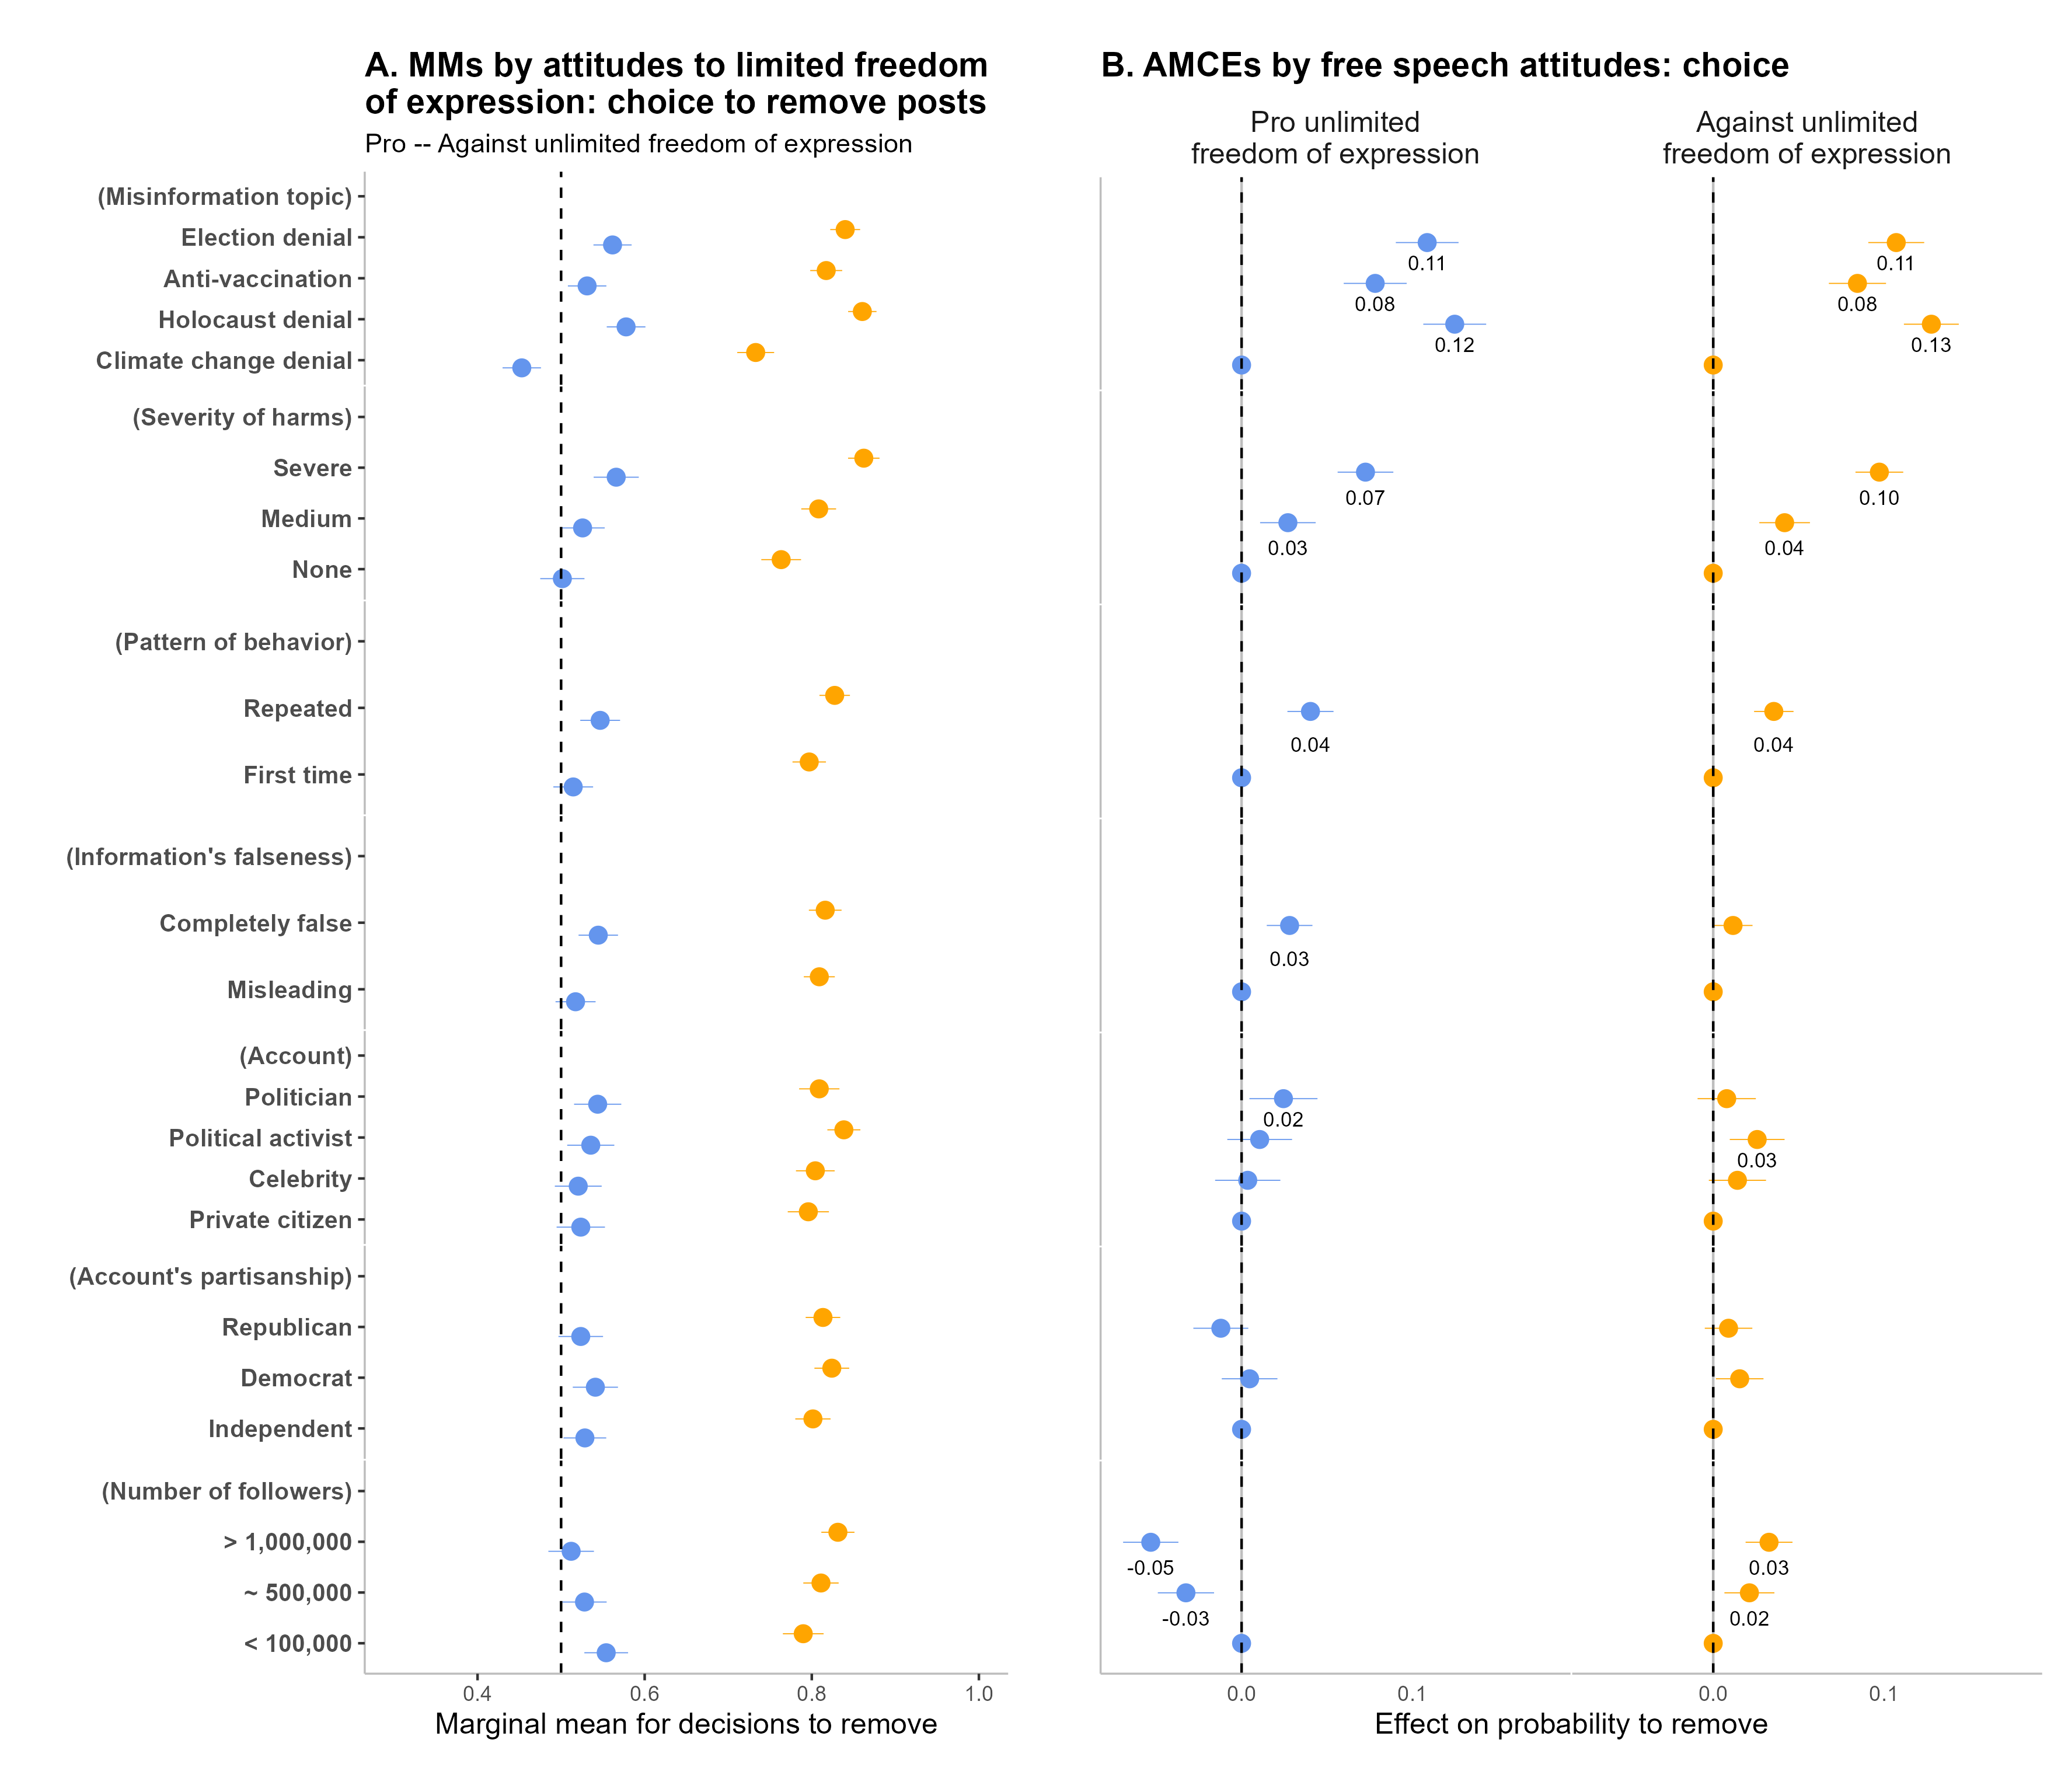 A. MMs by attitudes to limited freedom
of expression: choice to remove posts
Pro -- Against unlimited freedom of expression
(Misinformation topic)
Election denial
Anti-vaccination
Holocaust denial
Climate change denial
(Severity of harms)
Severe
Medium
None
(Pattern of behavior)
Repeated
First time
(Information's falseness)
Completely false
Misleading
(Account)
Politician
Political activist
Celebrity
Private citizen
(Account's partisanship)
Republican
Democrat
Independent
(Number of followers)
> 1,000,000
~ 500,000
< 100,000
0.4 0.6 0.8 1.0
Marginal mean for decisions to remove
B. AMCEs by free speech attitudes: choice
Pro unlimited
freedom of expression
0.11
0.08
0.12
0.07
0.03
0.04
0.03
0.02
-0.05
-0.03
0.0 0.1
Against unlimited
freedom of expression
0.11
0.08
0.13
0.10
0.04
0.04
0.03
0.03
0.02
0.0 0.1
Effect on probability to remove